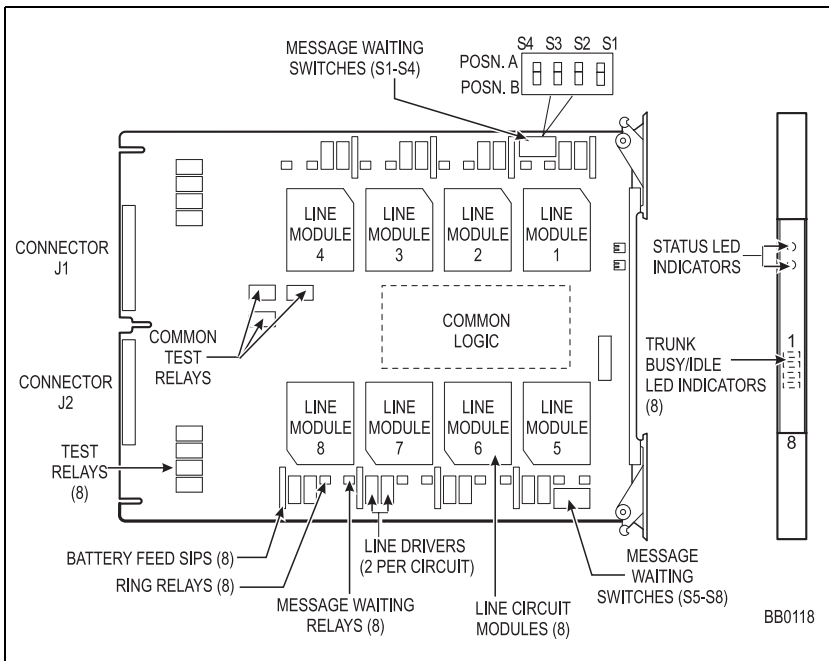 MESSAGE WAITING
SWITCHES (S1-S4)
S4 S3 S2 S1
POSN. A
POSN. B
CONNECTOR
J1
LINE
MODULE
4
LINE
MODULE
3
LINE
MODULE
2
LINE
MODULE
1
STATUS LED
INDICATORS
COMMON
TEST
RELAYS
COMMON
LOGIC
TRUNK
BUSY/IDLE
LED INDICATORS
(8)
1
8
CONNECTOR
J2
LINE
MODULE
8
LINE
MODULE
7
LINE
MODULE
6
LINE
MODULE
5
TEST
RELAYS
(8)
BATTERY FEED SIPS (8)
RING RELAYS (8)
MESSAGE WAITING
RELAYS (8)
LINE DRIVERS
(2 PER CIRCUIT)
LINE CIRCUIT
MODULES (8)
MESSAGE
WAITING
SWITCHES (S5-S8)
BB0118